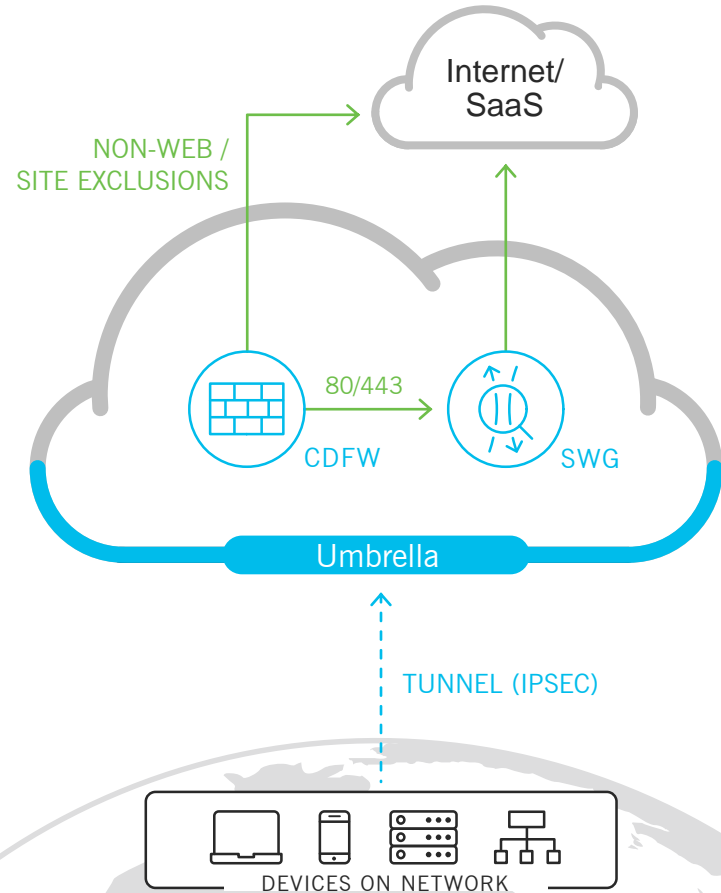 Internet/
SaaS
NON-WEB /
SITE EXCLUSIONS
80/443
CDFW
SWG
Umbrella
TUNNEL (IPSEC)
DEVICES ON NETWORK